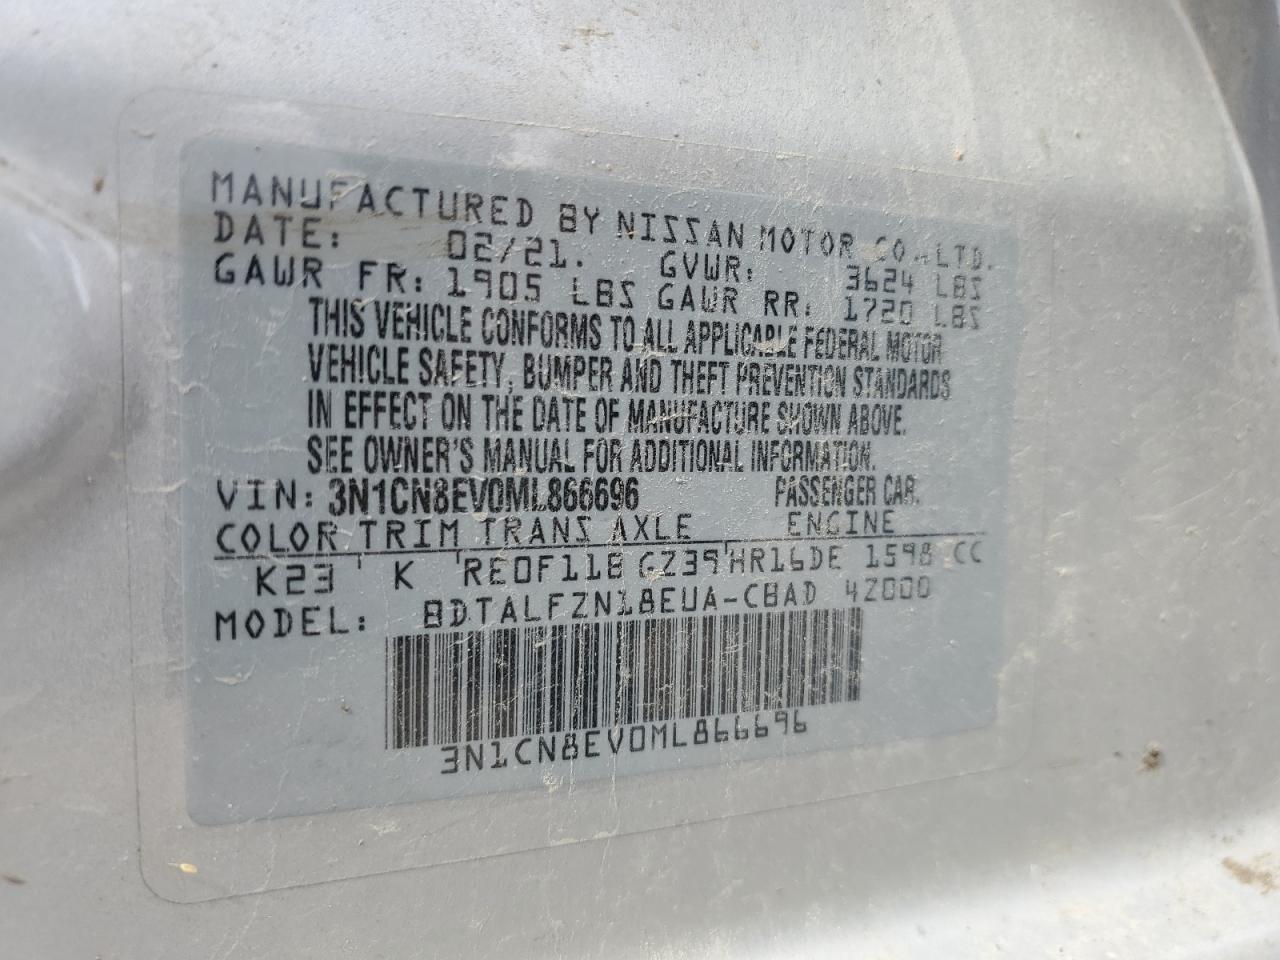 MANUFACTURED BY NISSAN MOTOR CO.,LTD.
DATE: 02/21. GVWR: 3624 LBS
GAWR FR: 1905 LBS GAWR RR: 1720 LBS
THIS VEHICLE CONFORMS TO ALL APPLICABLE FEDERAL MOTOR
VEHICLE SAFETY, BUMPER AND THEFT PREVENTION STANDARDS
IN EFFECT ON THE DATE OF MANUFACTURE SHOWN ABOVE.
SEE OWNER'S MANUAL FOR ADDITIONAL INFORMATION.
VIN: 3N1CN8EV0ML866696 PASSENGER CAR.
COLOR TRIM TRANS AXLE ENGINE
K23 K RE0F11B GZ39 HR16DE 1598 CC
MODEL: BDTALFZN18EUA-CBAD 4Z000
3N1CN8EV0ML866696